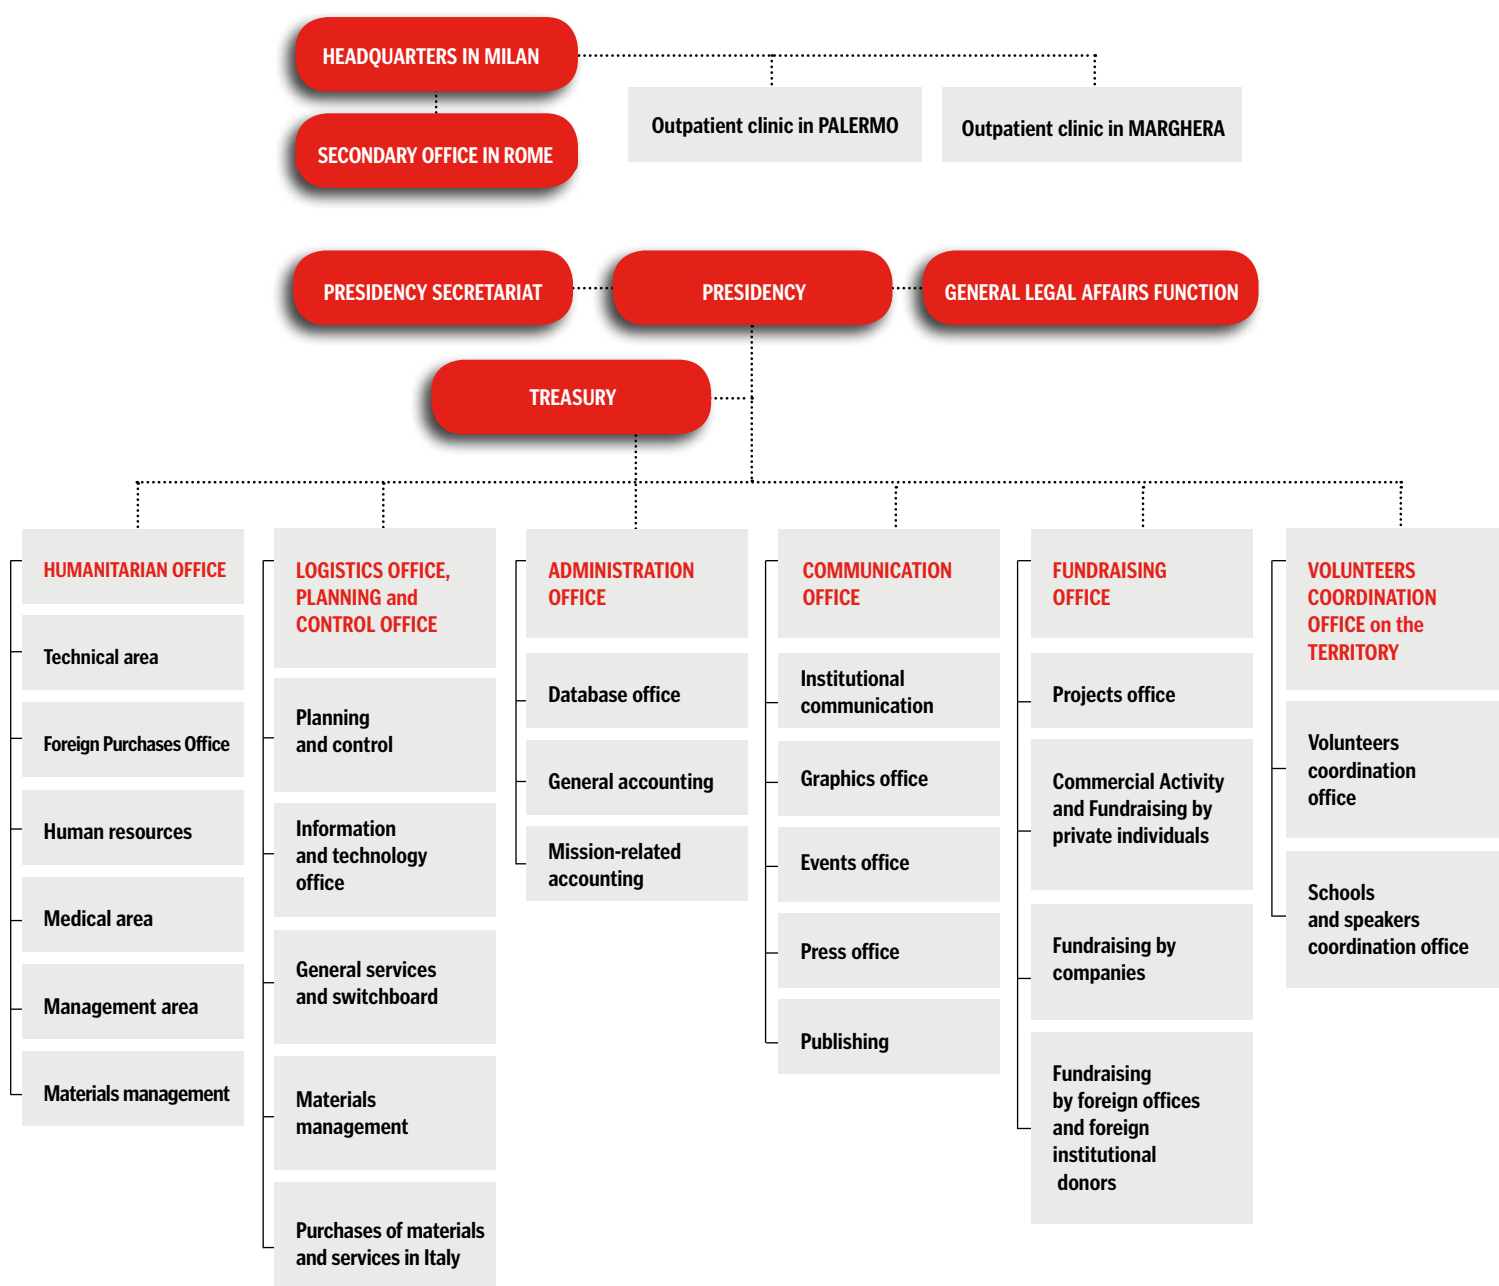 HEADQUARTERS IN MILAN
SECONDARY OFFICE IN ROME
Outpatient clinic in PALERMO
Outpatient clinic in MARGHERA
PRESIDENCY SECRETARIAT
PRESIDENCY
GENERAL LEGAL AFFAIRS FUNCTION
TREASURY
HUMANITARIAN OFFICE
Technical area
Foreign Purchases Office
Human resources
Medical area
Management area
Materials management
LOGISTICS OFFICE,
PLANNING and
CONTROL OFFICE
Planning
and control
Information
and technology
office
General services
and switchboard
Materials
management
Purchases of materials
and services in Italy
ADMINISTRATION
OFFICE
Database office
General accounting
Mission-related
accounting
COMMUNICATION
OFFICE
Institutional
communication
Graphics office
Events office
Press office
Publishing
FUNDRAISING
OFFICE
Projects office
Commercial Activity
and Fundraising by
private individuals
Fundraising by
companies
Fundraising
by foreign offices
and foreign
institutional
donors
VOLUNTEERS
COORDINATION
OFFICE on the
TERRITORY
Volunteers
coordination
office
Schools
and speakers
coordination office